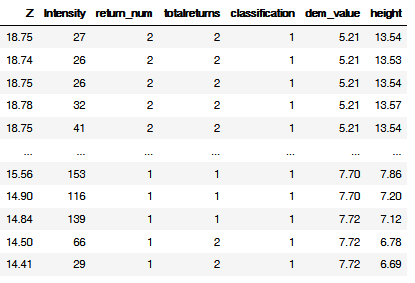 Z Intensity return_num totalreturns classification dem_value height
18.75 27 2 2 1 5.21 13.54
18.74 26 2 2 1 5.21 13.53
18.75 26 2 2 1 5.21 13.54
18.78 32 2 2 1 5.21 13.57
18.75 41 2 2 1 5.21 13.54
... ... ... ... ... ... ...
15.56 153 1 1 1 7.70 7.86
14.90 116 1 1 1 7.70 7.20
14.84 139 1 1 1 7.72 7.12
14.50 66 1 2 1 7.72 6.78
14.41 29 1 2 1 7.72 6.69